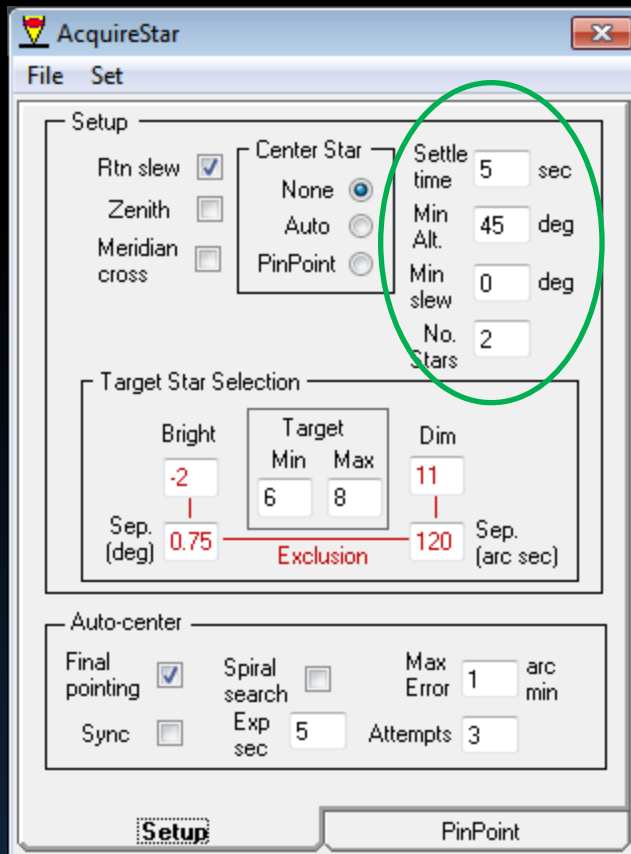 AcquireStar
File Set
Setup
Rtn slew
Zenith
Meridian
cross
Center Star
None
Auto
PinPoint
Settle
time 5 sec
Min
Alt. 45 deg
Min
slew 0 deg
No.
Stars 2
Target Star Selection
Bright
-2
Sep.
(deg) 0.75
Target
Min Max
6 8
Exclusion
Dim
11
120 Sep.
(arc sec)
Auto-center
Final
pointing
Spiral
search
Max
Error 1 arc
min
Sync
Exp
sec 5
Attempts 3
Setup PinPoint